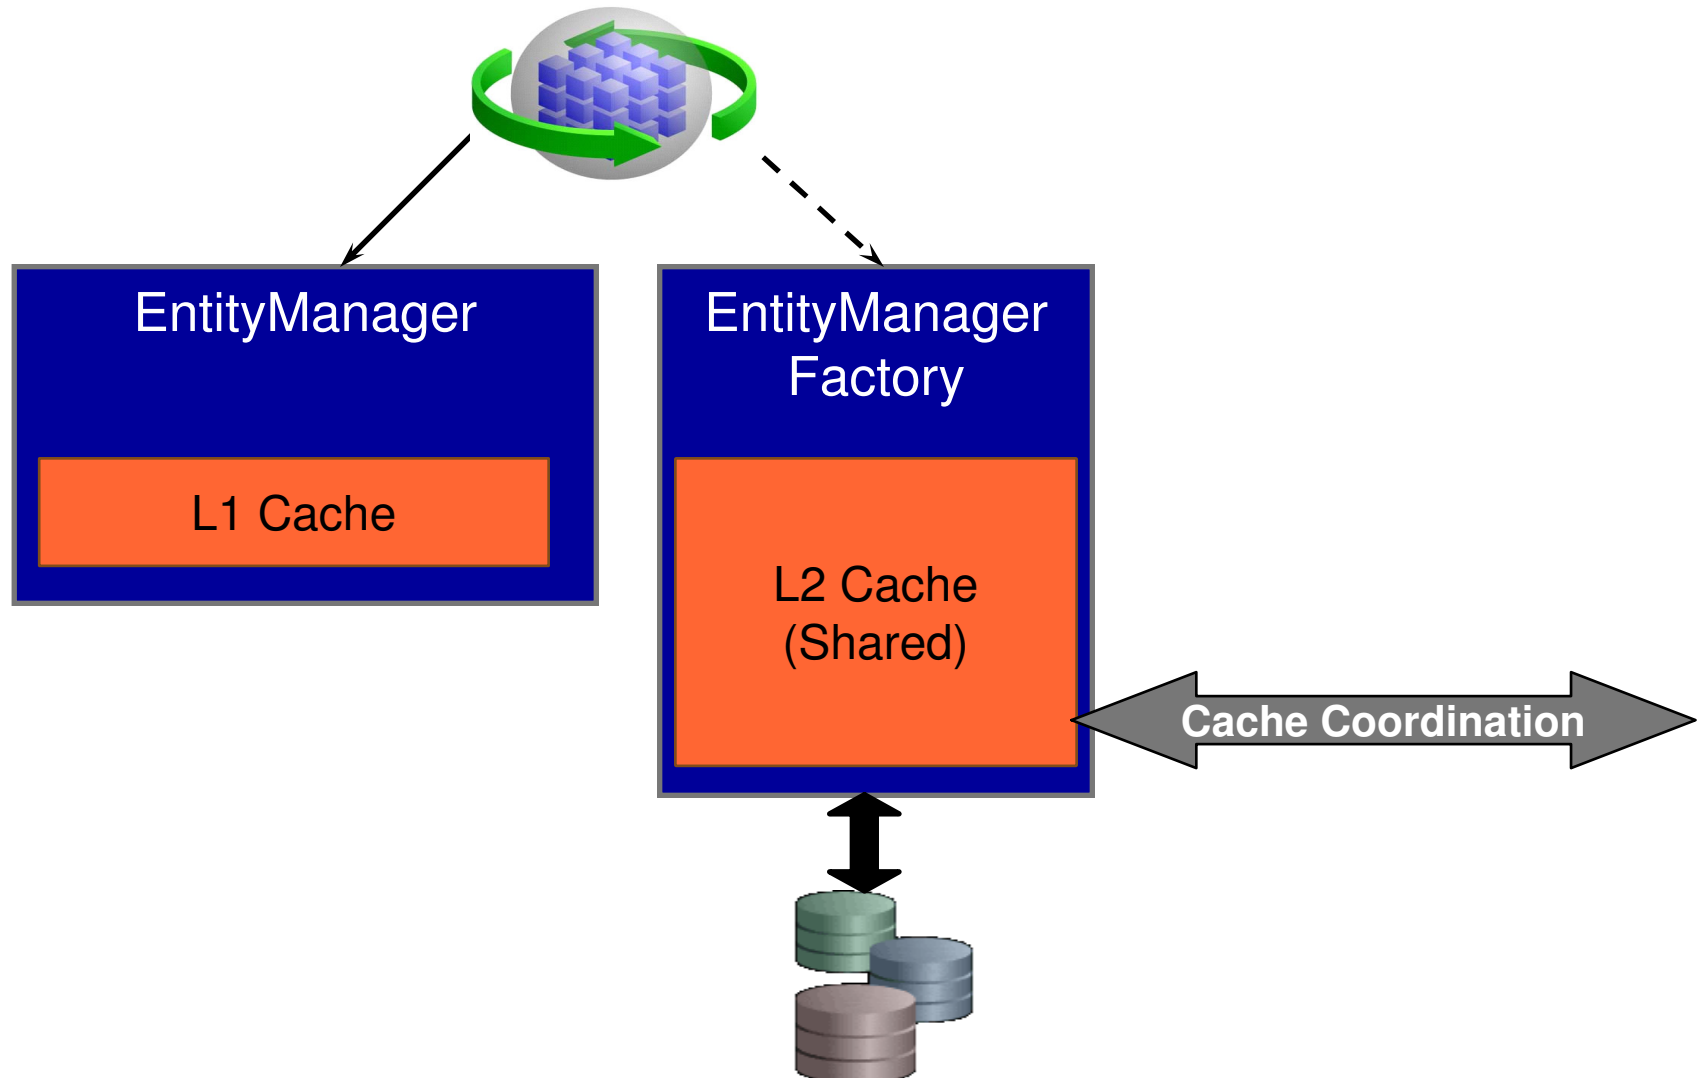 EntityManager
L1 Cache
EntityManager
Factory
L2 Cache
(Shared)
Cache Coordination